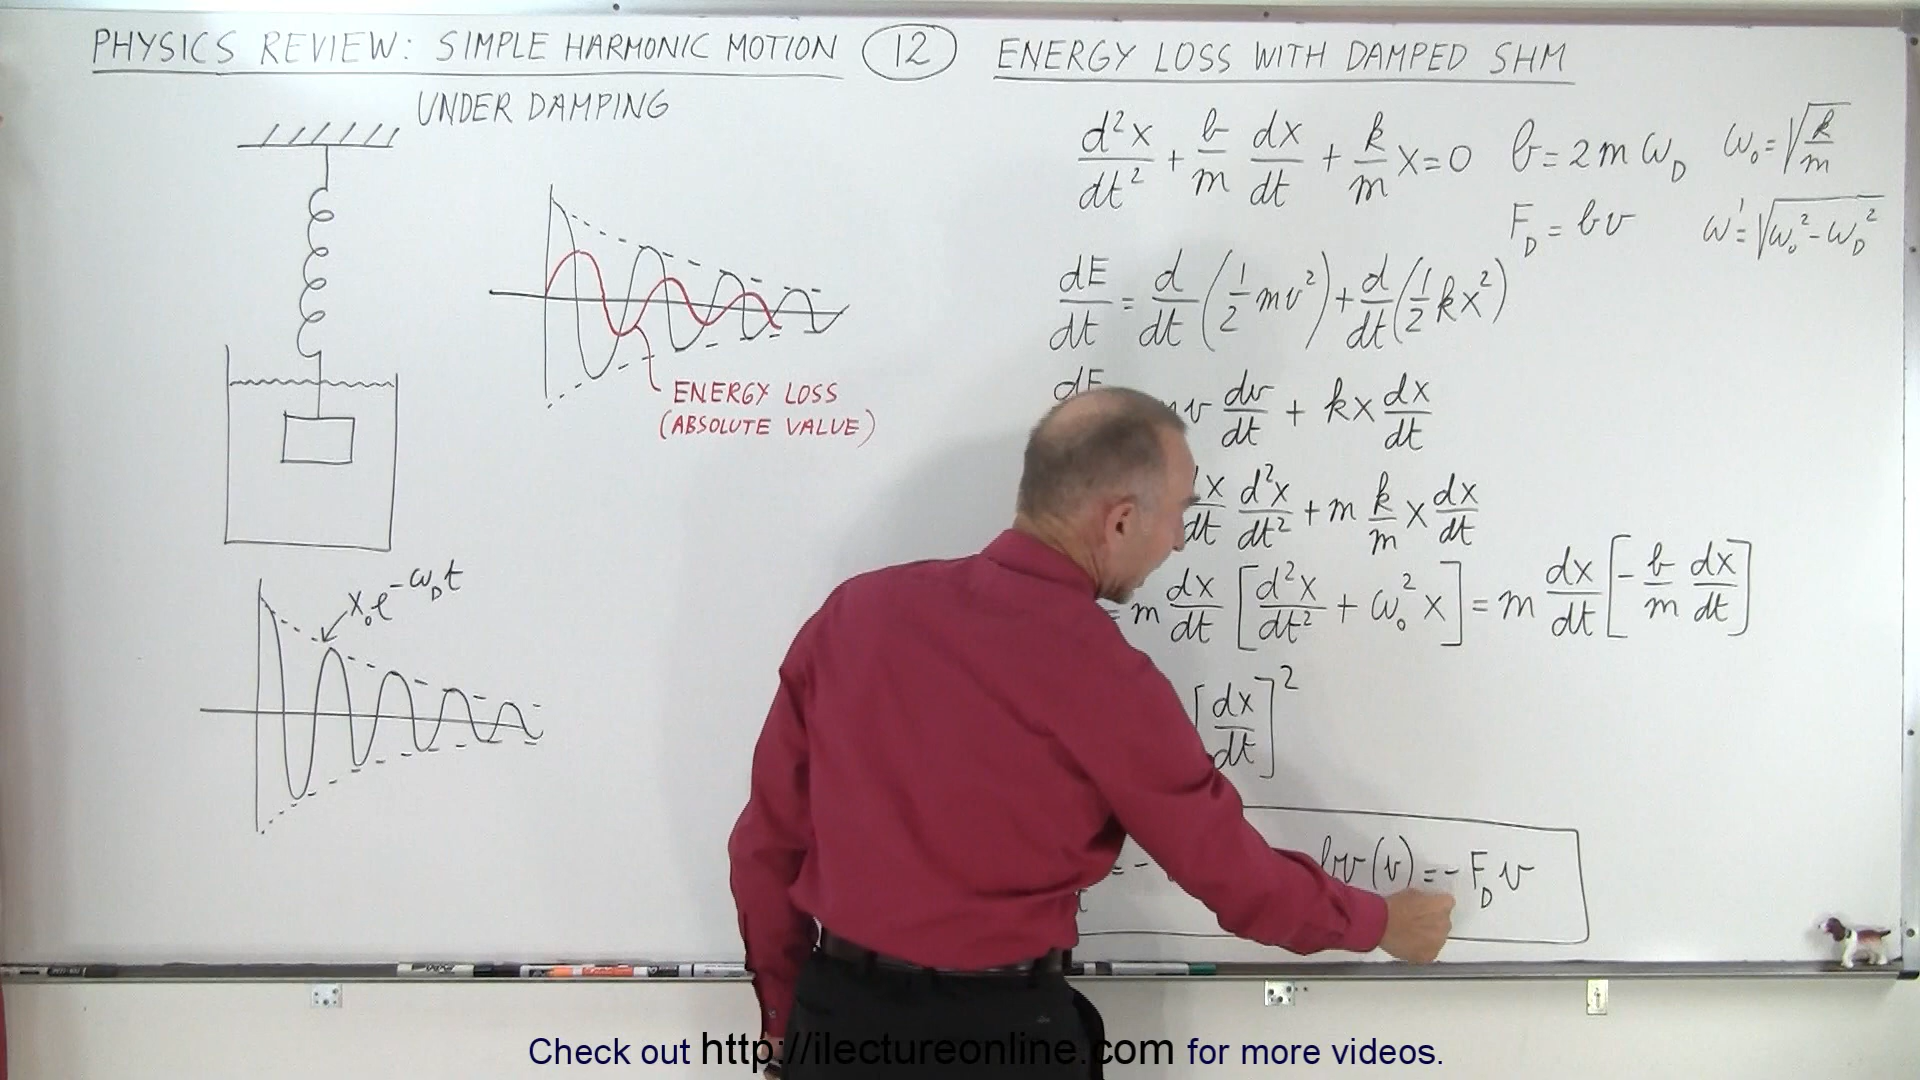 PHYSICS REVIEW: SIMPLE HARMONIC MOTION 12 ENERGY LOSS WITH DAMPED SHM
UNDER DAMPING
d²x/dt² + b/m dx/dt + k/m x = 0 b = 2mω_D ω₀ = √(k/m)
F_D = bv ω' = √(ω₀² - ω_D²)
dE/dt = d/dt (1/2 mv²) + d/dt (1/2 kx²)
ENERGY LOSS
(ABSOLUTE VALUE)
dE v dv/dt + kx dx/dt
dx/dt d²x/dt² + m k/m x dx/dt
x₀e^(-ω_D t)
= m dx/dt [d²x/dt² + ω₀² x] = m dx/dt [- b/m dx/dt]
[dx/dt]²
= - bv(v) = - F_D v
Check out http://ilectureonline.com for more videos.